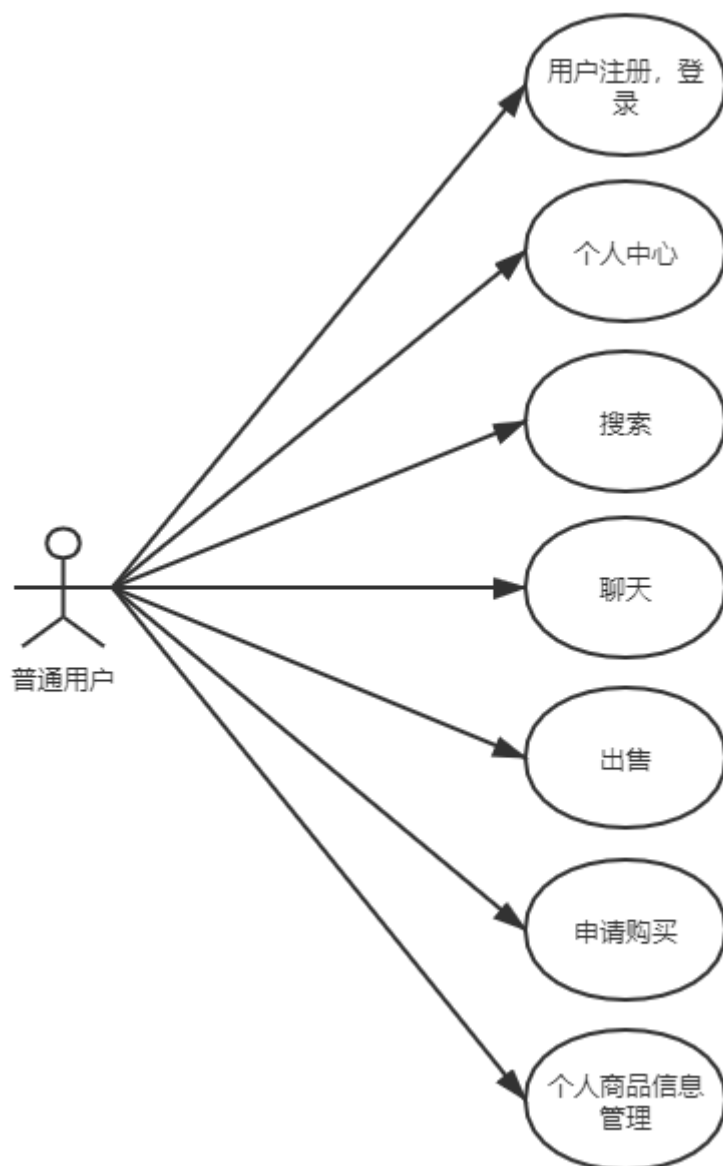 用户注册，登
录
个人中心
搜索
聊天
普通用户
出售
申请购买
个人商品信息
管理